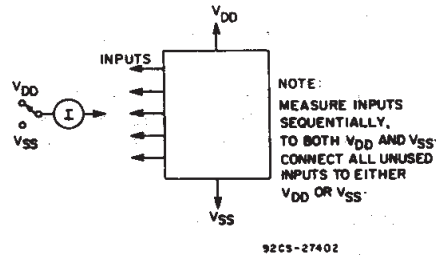 VDD
INPUTS
VDD
I
VSS
NOTE:
MEASURE INPUTS
SEQUENTIALLY,
TO BOTH VDD AND VSS.
CONNECT ALL UNUSED
INPUTS TO EITHER
VDD OR VSS.
VSS
92CS-27402